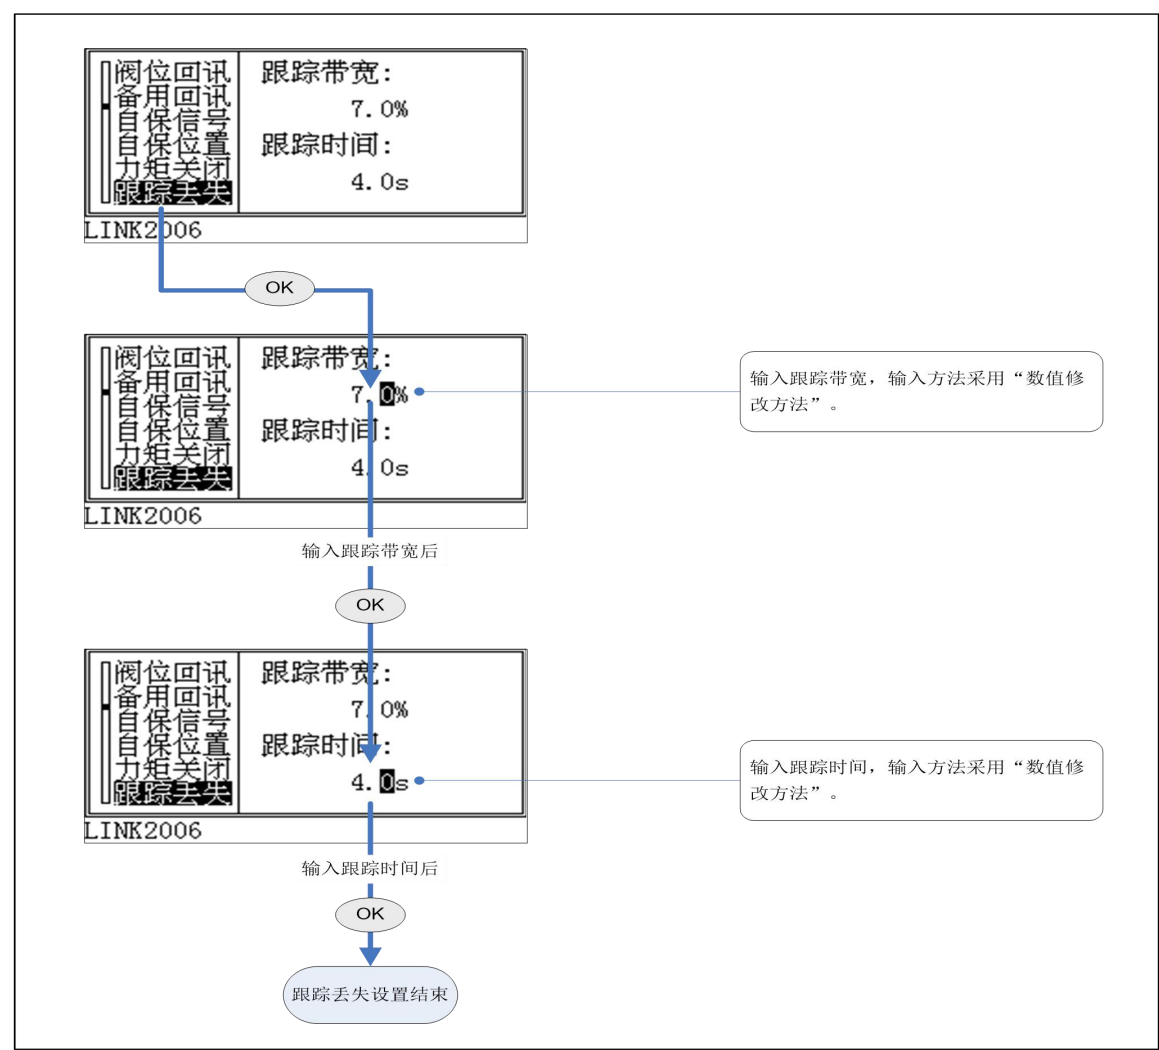 阀位回讯
备用回讯
自保信号
自保位置
力矩关闭
跟踪丢失
跟踪带宽:
7.0%
跟踪时间:
4.0s
LINK2006
OK
阀位回讯
备用回讯
自保信号
自保位置
力矩关闭
跟踪丢失
跟踪带宽:
7.0%
跟踪时间:
4.0s
LINK2006
输入跟踪带宽，输入方法采用“数值修
改方法”。
输入跟踪带宽后
OK
阀位回讯
备用回讯
自保信号
自保位置
力矩关闭
跟踪丢失
跟踪带宽:
7.0%
跟踪时间:
4.0s
LINK2006
输入跟踪时间，输入方法采用“数值修
改方法”。
输入跟踪时间后
OK
跟踪丢失设置结束